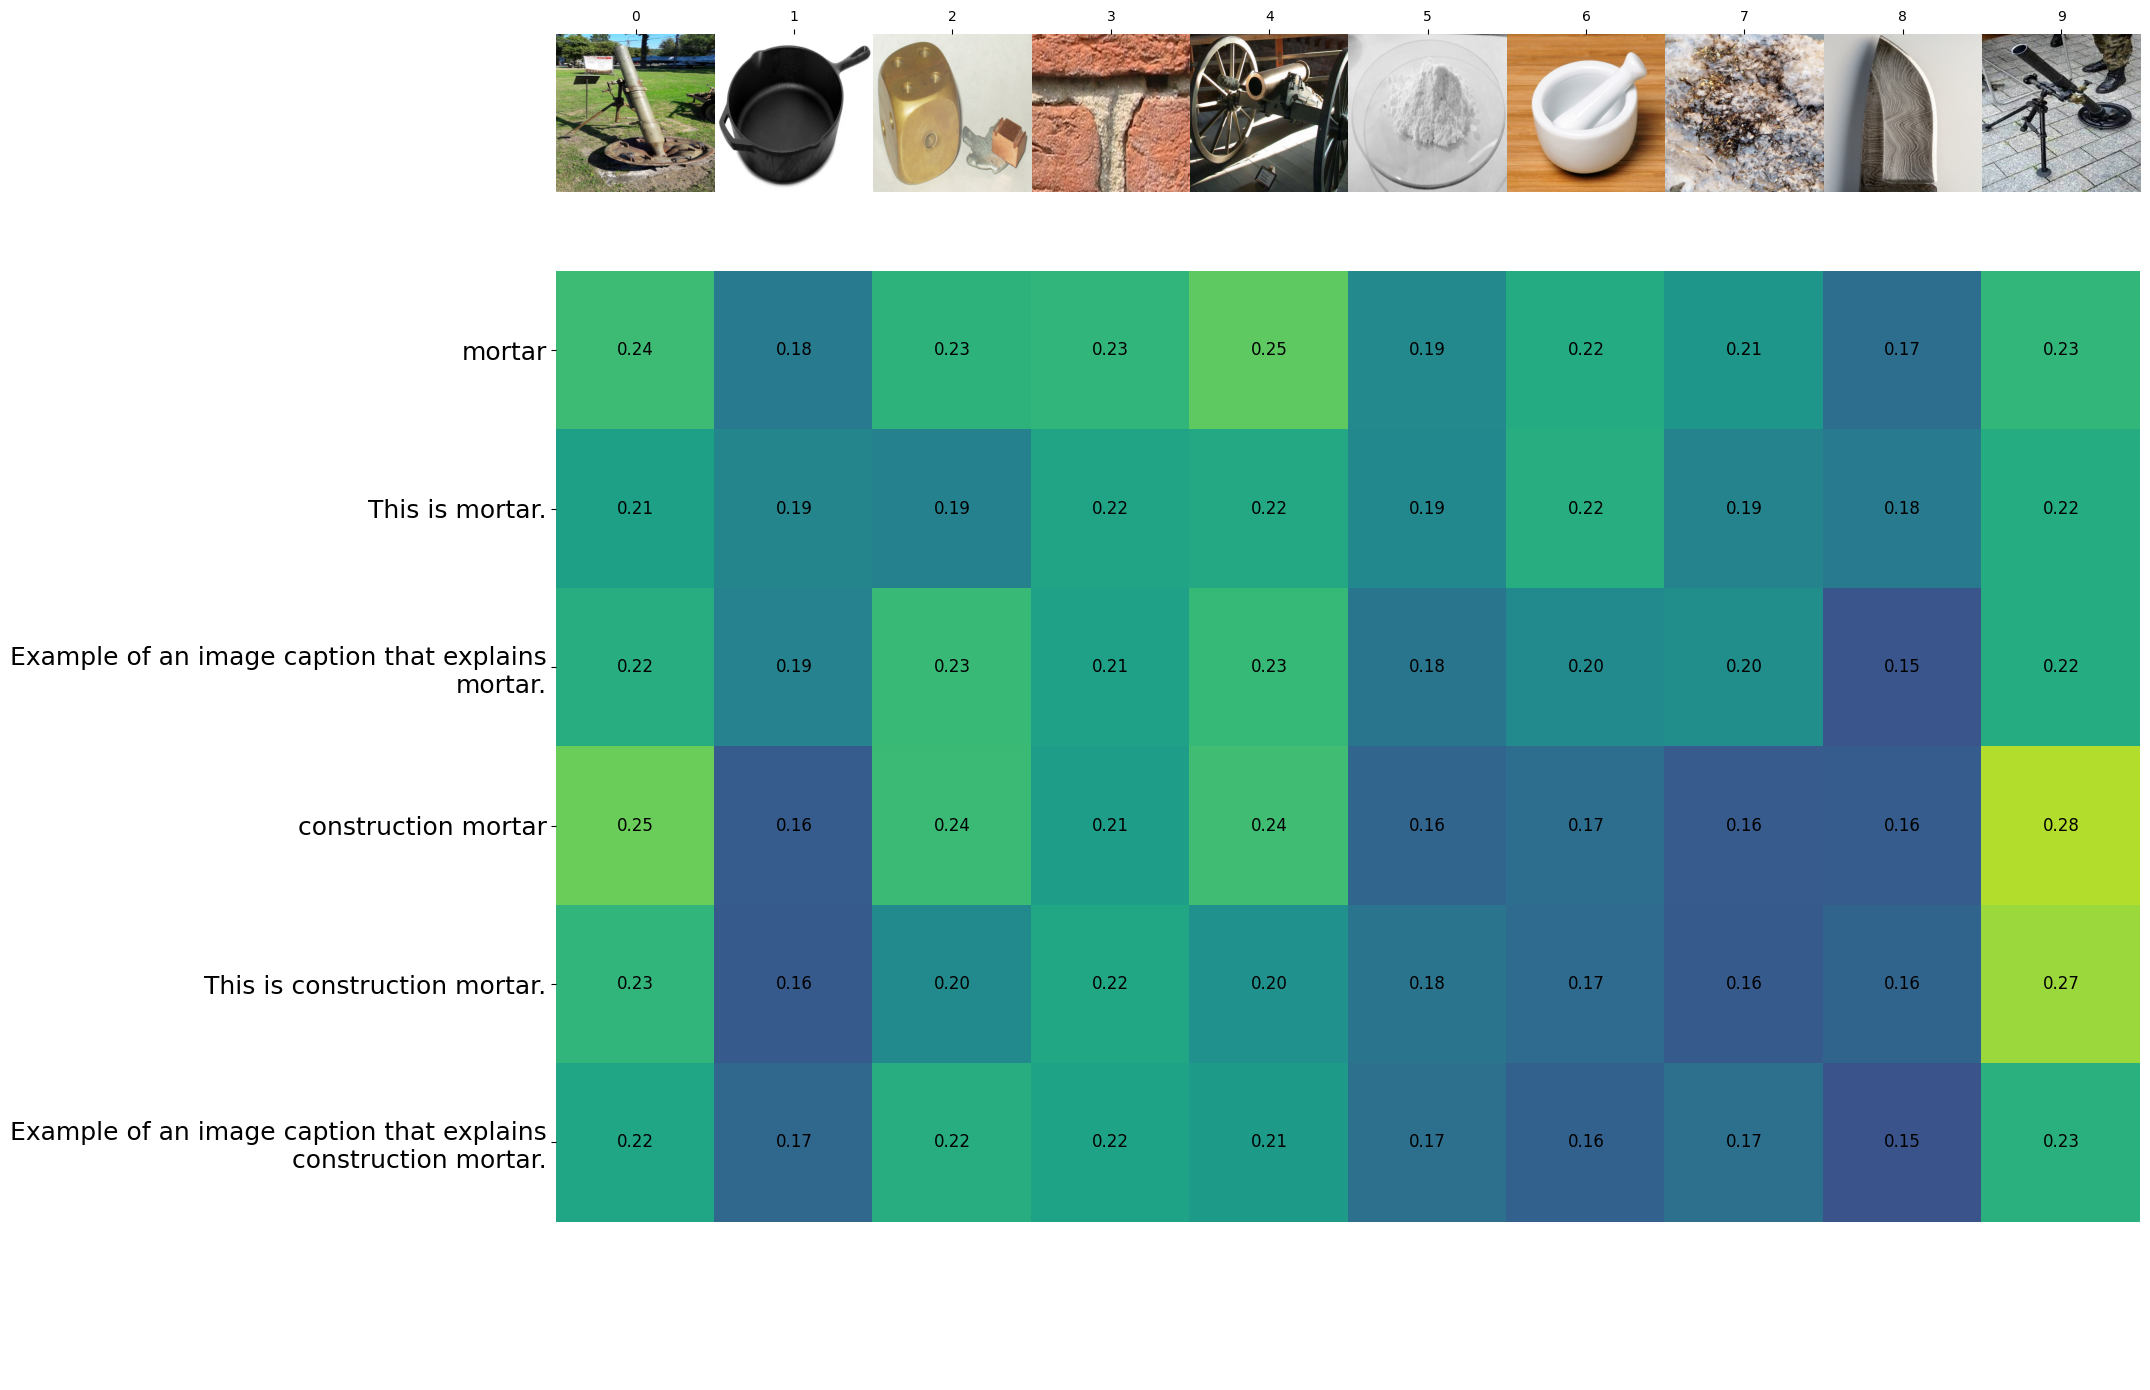 0 1 2 3 4 5 6 7 8 9
mortar 0.24 0.18 0.23 0.23 0.25 0.19 0.22 0.21 0.17 0.23
This is mortar. 0.21 0.19 0.19 0.22 0.22 0.19 0.22 0.19 0.18 0.22
Example of an image caption that explains
mortar. 0.22 0.19 0.23 0.21 0.23 0.18 0.20 0.20 0.15 0.22
construction mortar 0.25 0.16 0.24 0.21 0.24 0.16 0.17 0.16 0.16 0.28
This is construction mortar. 0.23 0.16 0.20 0.22 0.20 0.18 0.17 0.16 0.16 0.27
Example of an image caption that explains
construction mortar. 0.22 0.17 0.22 0.22 0.21 0.17 0.16 0.17 0.15 0.23